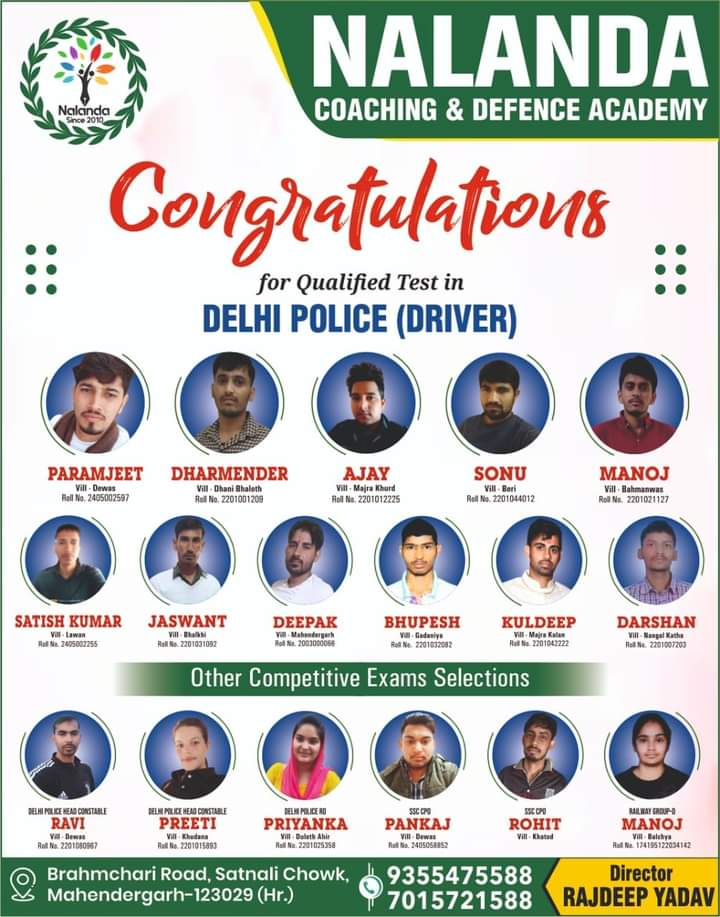 Nalanda
Since 2010
NALANDA
COACHING & DEFENCE ACADEMY
Congratulations
for Qualified Test in
DELHI POLICE (DRIVER)
PARAMJEET
Vill - Dewas
Roll No. 2405002597
DHARMENDER
Vill - Dhani Bhaloth
Roll No. 2201001209
AJAY
Vill - Majra Khurd
Roll No. 2201012225
SONU
Vill - Beri
Roll No. 2201044012
MANOJ
Vill - Bahmanwas
Roll No. 2201021127
SATISH KUMAR
Vill - Lawan
Roll No. 2405002255
JASWANT
Vill - Bhalkhi
Roll No. 2201031092
DEEPAK
Vill - Mahendergarh
Roll No. 2003000066
BHUPESH
Vill - Gadaniya
Roll No. 2201032082
KULDEEP
Vill - Majra Kalan
Roll No. 2201042222
DARSHAN
Vill - Nangal Katha
Roll No. 2201007203
Other Competitive Exams Selections
DELHI POLICE HEAD CONSTABLE
RAVI
Vill - Dewas
Roll No. 2201080967
DELHI POLICE HEAD CONSTABLE
PREETI
Vill - Khudana
Roll No. 2201015893
DELHI POLICE RO
PRIYANKA
Vill - Duloth Ahir
Roll No. 2201025358
SSC CPO
PANKAJ
Vill - Dewas
Roll No. 2405058852
SSC CPO
ROHIT
Vill - Khatod
RAILWAY GROUP-D
MANOJ
Vill - Balchya
Roll No. 174195122034142
Brahmchari Road, Satnali Chowk,
Mahendergarh-123029 (Hr.)
9355475588
7015721588
Director
RAJDEEP YADAV